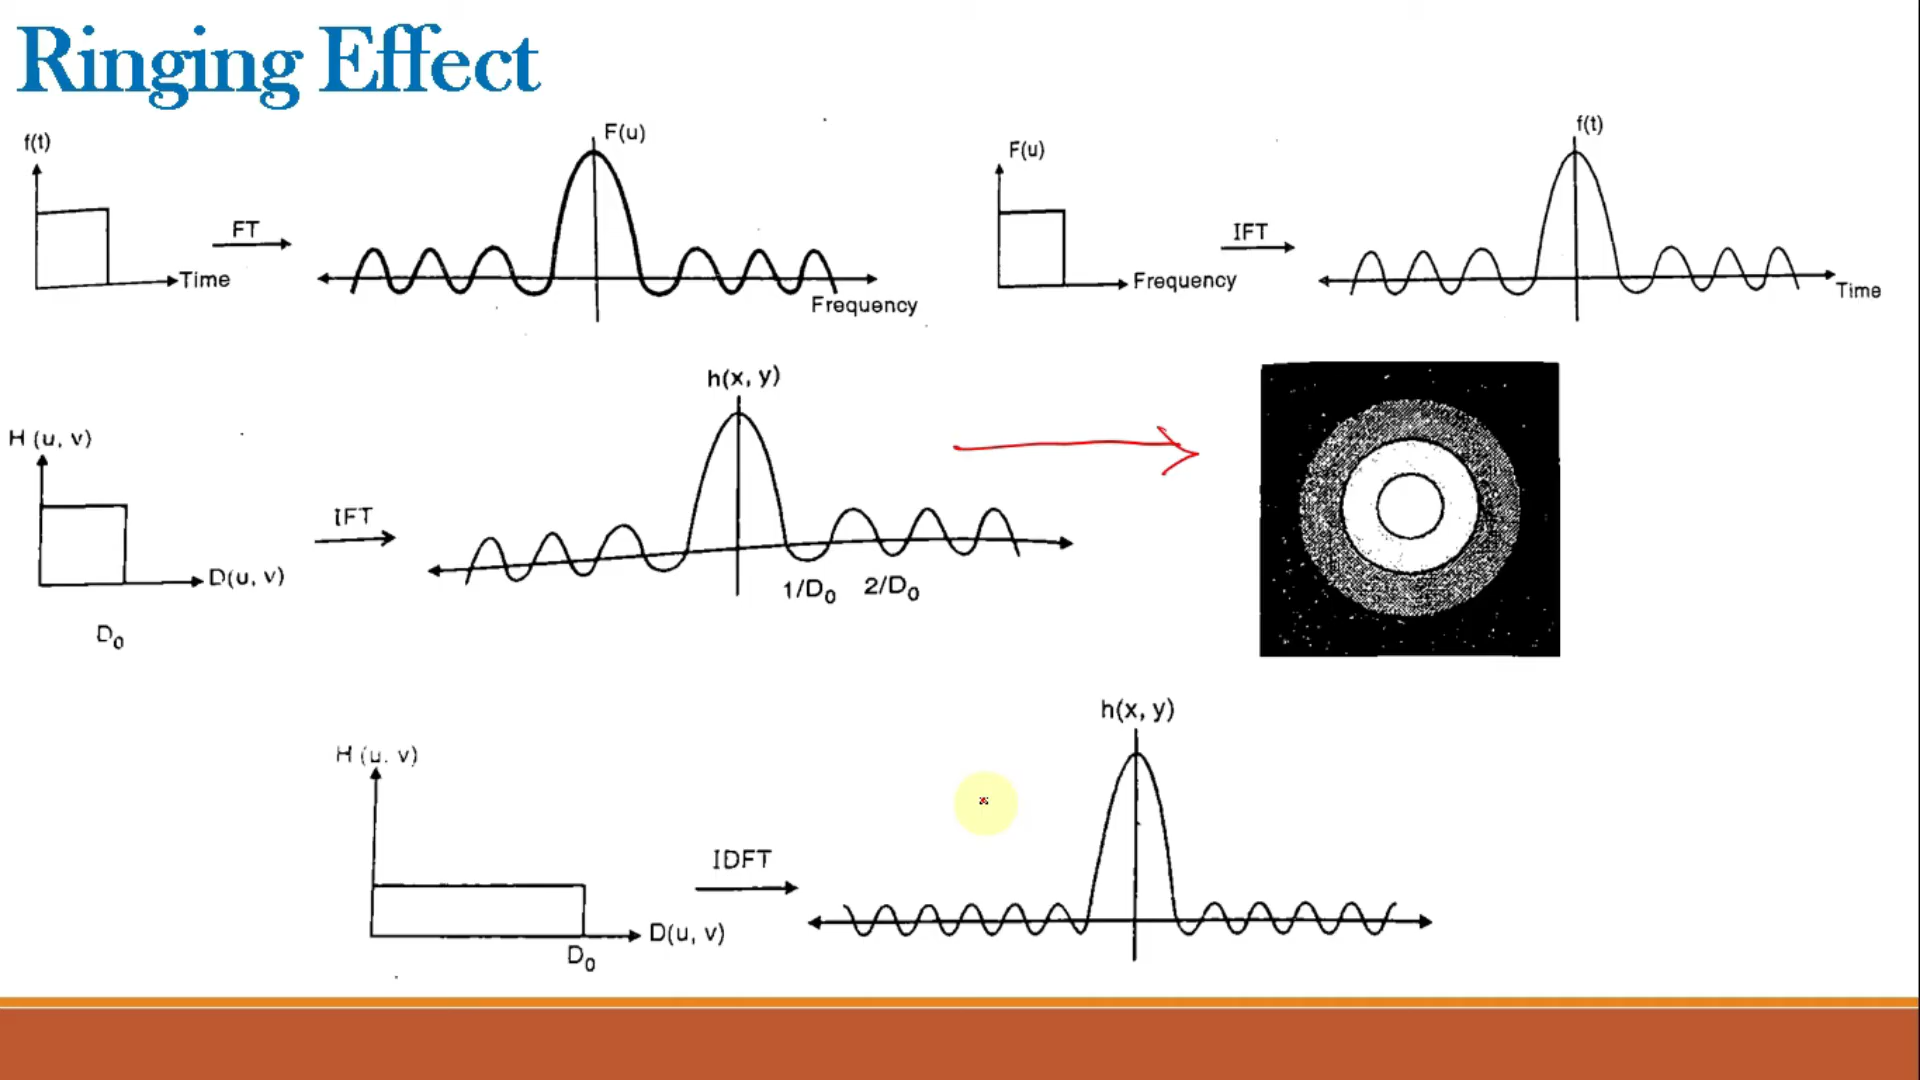 Ringing Effect
f(t)
FT
Time
F(u)
Frequency
F(u)
IFT
Frequency
f(t)
Time
H (u, v)
D(u, v)
D₀
IFT
h(x, y)
1/D₀ 2/D₀
H (u. v)
D(u, v)
D₀
IDFT
h(x, y)